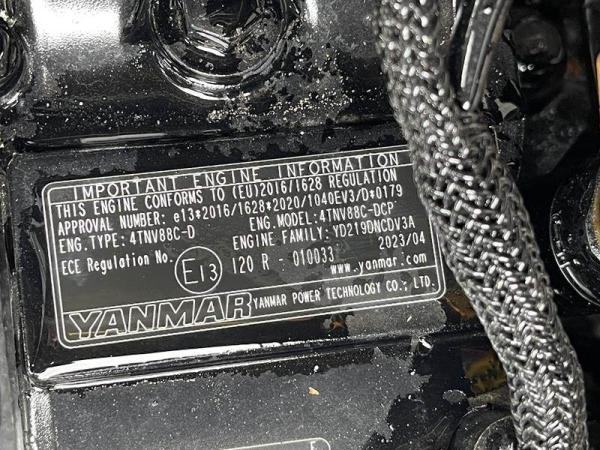 IMPORTANT ENGINE INFORMATION
THIS ENGINE CONFORMS TO (EU)2016/1628 REGULATION
APPROVAL NUMBER: e13*2016/1628*2020/1040EV3/D*0179
ENG.TYPE: 4TNV88C-D ENG.MODEL:4TNV88C-DCP
ENGINE FAMILY: YD219DNCDV3A
ECE Regulation No. E13 120 R - 010033 2023/04
www.yanmar.com
YANMAR YANMAR POWER TECHNOLOGY CO., LTD.